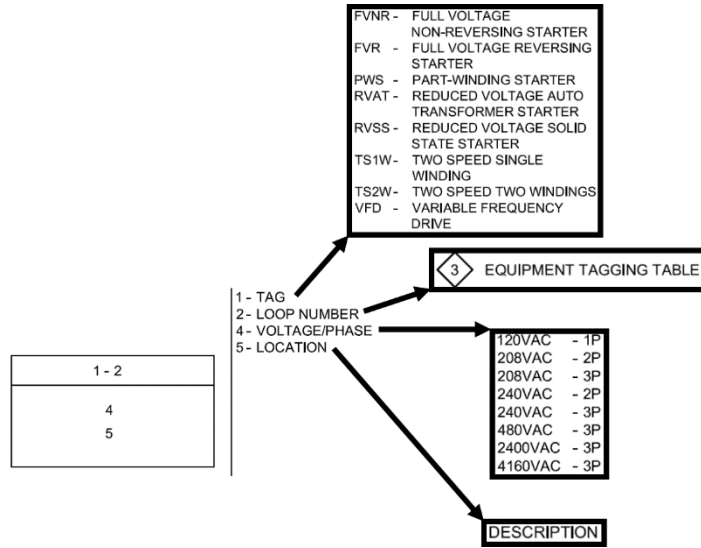 FVNR - FULL VOLTAGE
NON-REVERSING STARTER
FVR - FULL VOLTAGE REVERSING
STARTER
PWS - PART-WINDING STARTER
RVAT - REDUCED VOLTAGE AUTO
TRANSFORMER STARTER
RVSS - REDUCED VOLTAGE SOLID
STATE STARTER
TS1W - TWO SPEED SINGLE
WINDING
TS2W - TWO SPEED TWO WINDINGS
VFD - VARIABLE FREQUENCY
DRIVE
3 EQUIPMENT TAGGING TABLE
1 - TAG
2 - LOOP NUMBER
4 - VOLTAGE/PHASE
5 - LOCATION
120VAC - 1P
208VAC - 2P
208VAC - 3P
240VAC - 2P
240VAC - 3P
480VAC - 3P
2400VAC - 3P
4160VAC - 3P
1 - 2
4
5
DESCRIPTION